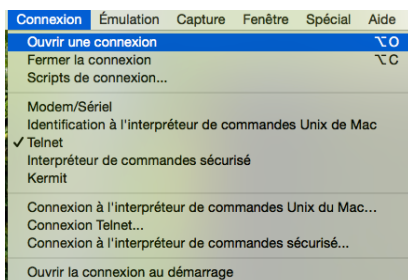 Connexion Émulation Capture Fenêtre Spécial Aide
Ouvrir une connexion ⌥O
Fermer la connexion ⌥C
Scripts de connexion...
Modem/Sériel
Identification à l'interpréteur de commandes Unix de Mac
✓ Telnet
Interpréteur de commandes sécurisé
Kermit
Connexion à l'interpréteur de commandes Unix du Mac...
Connexion Telnet...
Connexion à l'interpréteur de commandes sécurisé...
Ouvrir la connexion au démarrage